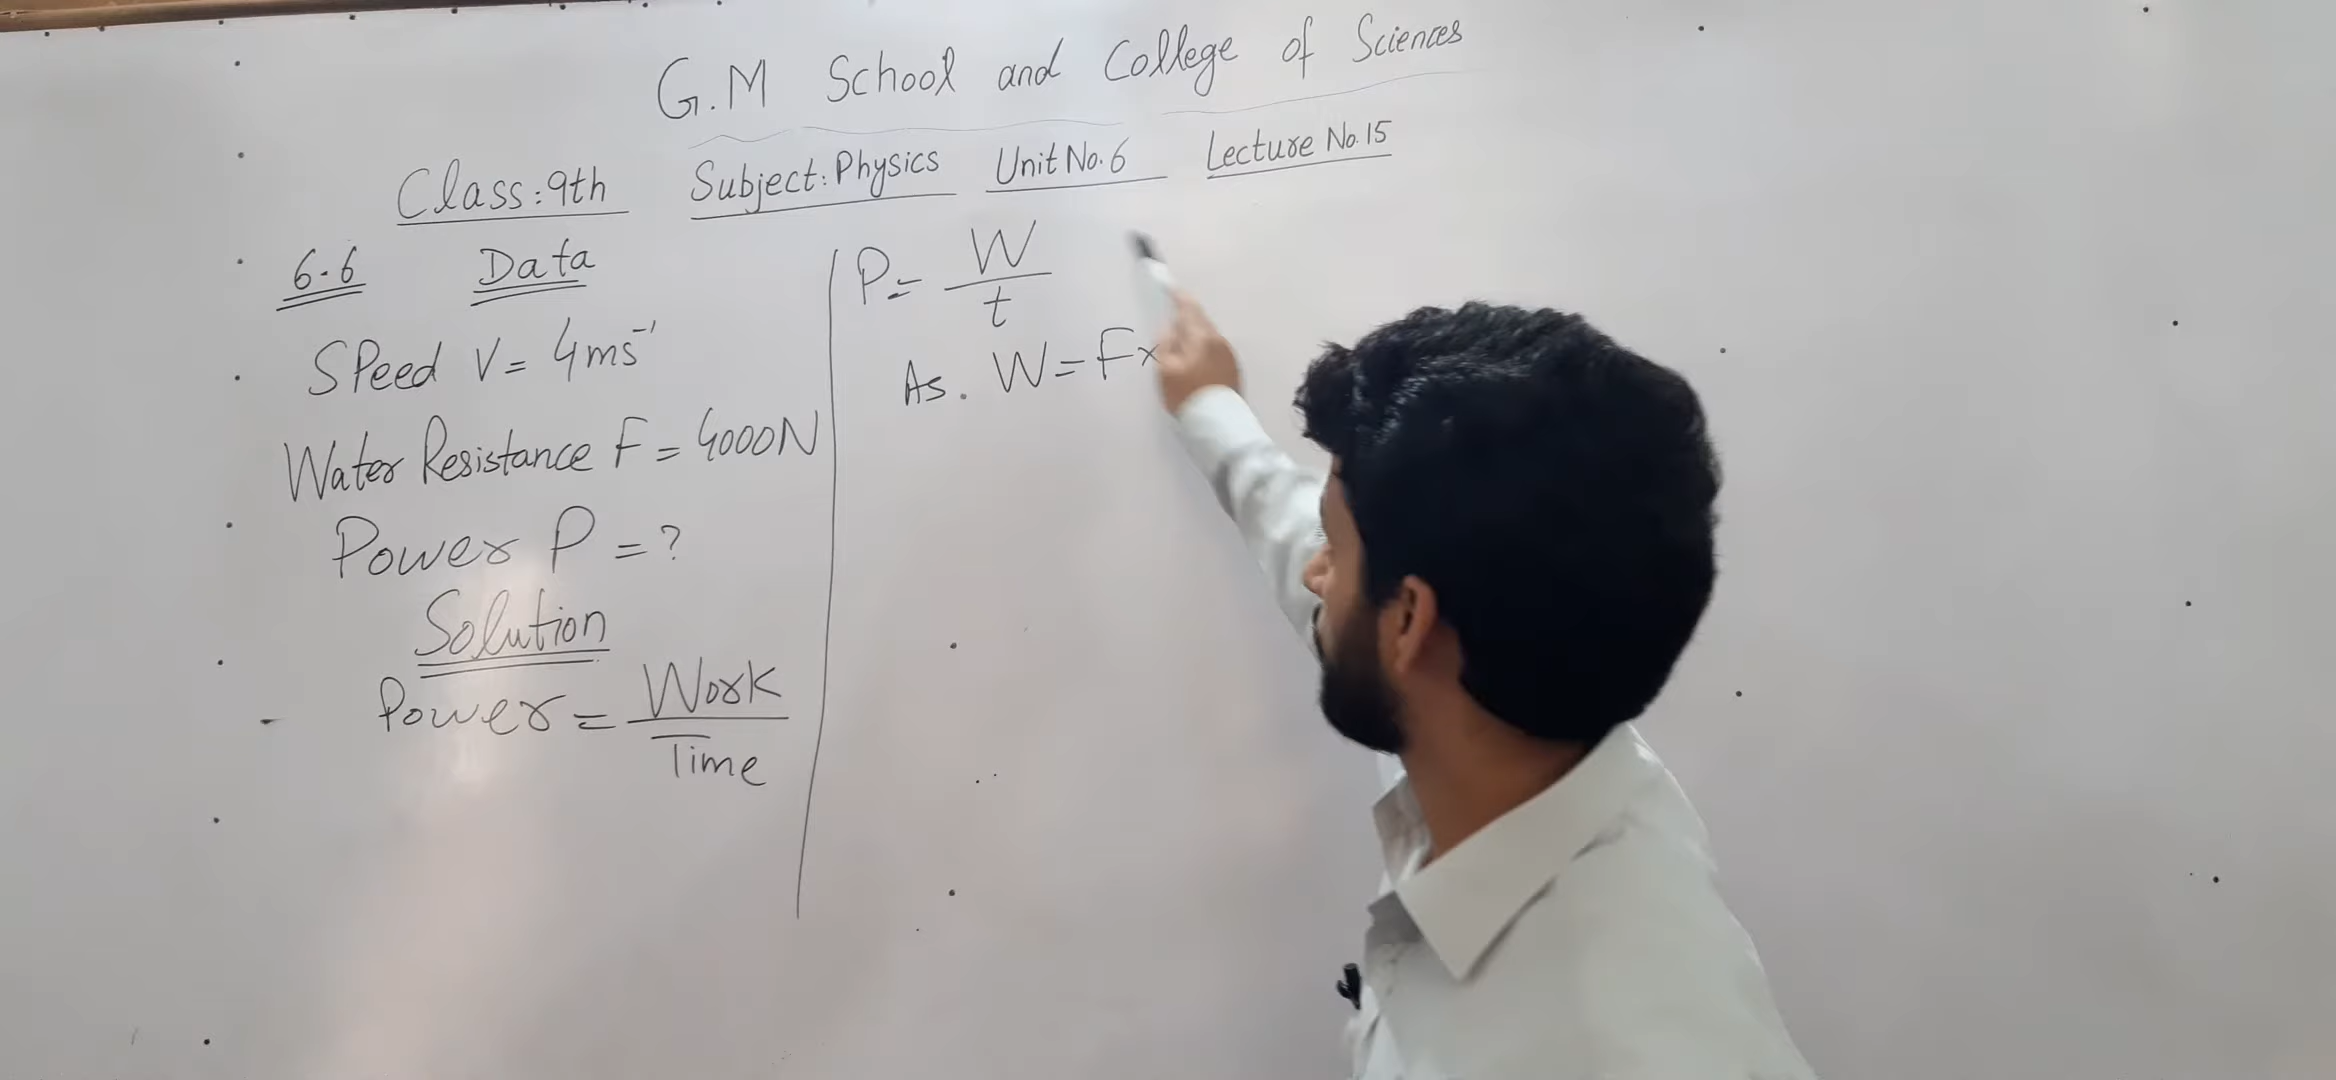 G.M School and College of Sciences
Class: 9th Subject: Physics Unit No. 6 Lecture No. 15
6.6 Data
Speed V = 4ms⁻¹
Water Resistance F = 4000N
Power P = ?
Solution
Power = Work / Time
P = W / t
As. W = F×